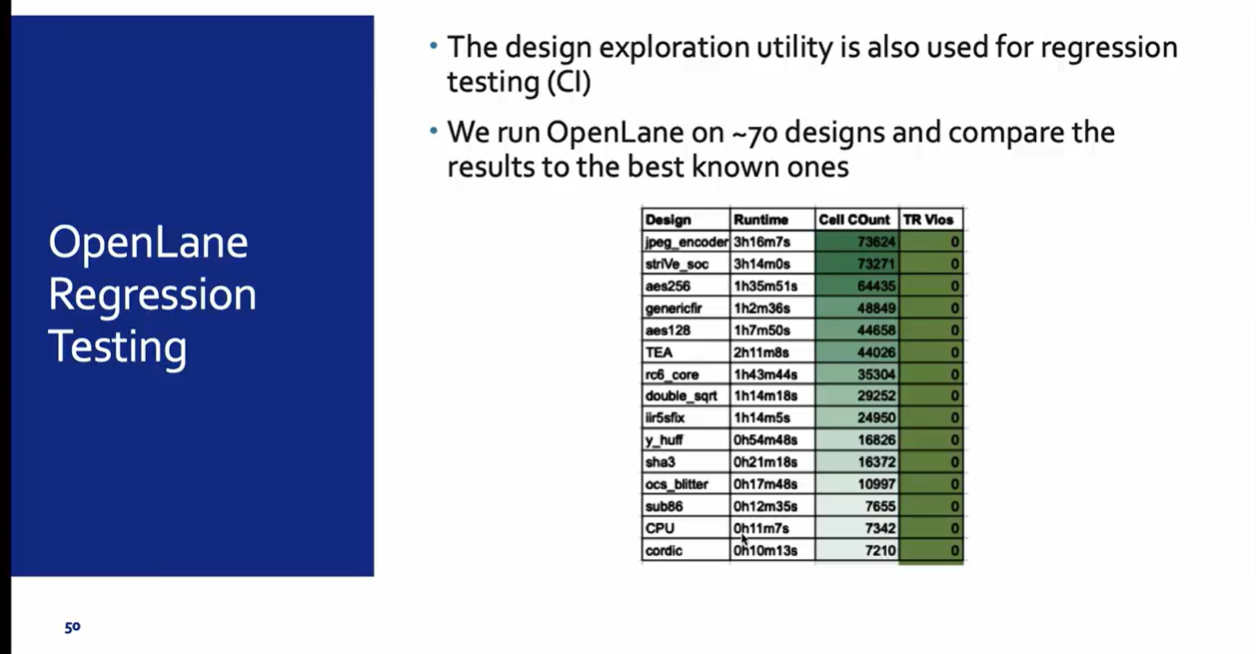 OpenLane
Regression
Testing
• The design exploration utility is also used for regression
testing (CI)
• We run OpenLane on ~70 designs and compare the
results to the best known ones
Design Runtime Cell COunt TR Vios
jpeg_encoder 3h16m7s 73624 0
striVe_soc 3h14m0s 73271 0
aes256 1h35m51s 64435 0
genericfir 1h2m36s 48849 0
aes128 1h7m50s 44658 0
TEA 2h11m8s 44026 0
rc6_core 1h43m44s 35304 0
double_sqrt 1h14m18s 29252 0
iir5sfix 1h14m5s 24950 0
y_huff 0h54m48s 16826 0
sha3 0h21m18s 16372 0
ocs_blitter 0h17m48s 10997 0
sub86 0h12m35s 7655 0
CPU 0h11m7s 7342 0
cordic 0h10m13s 7210 0
50